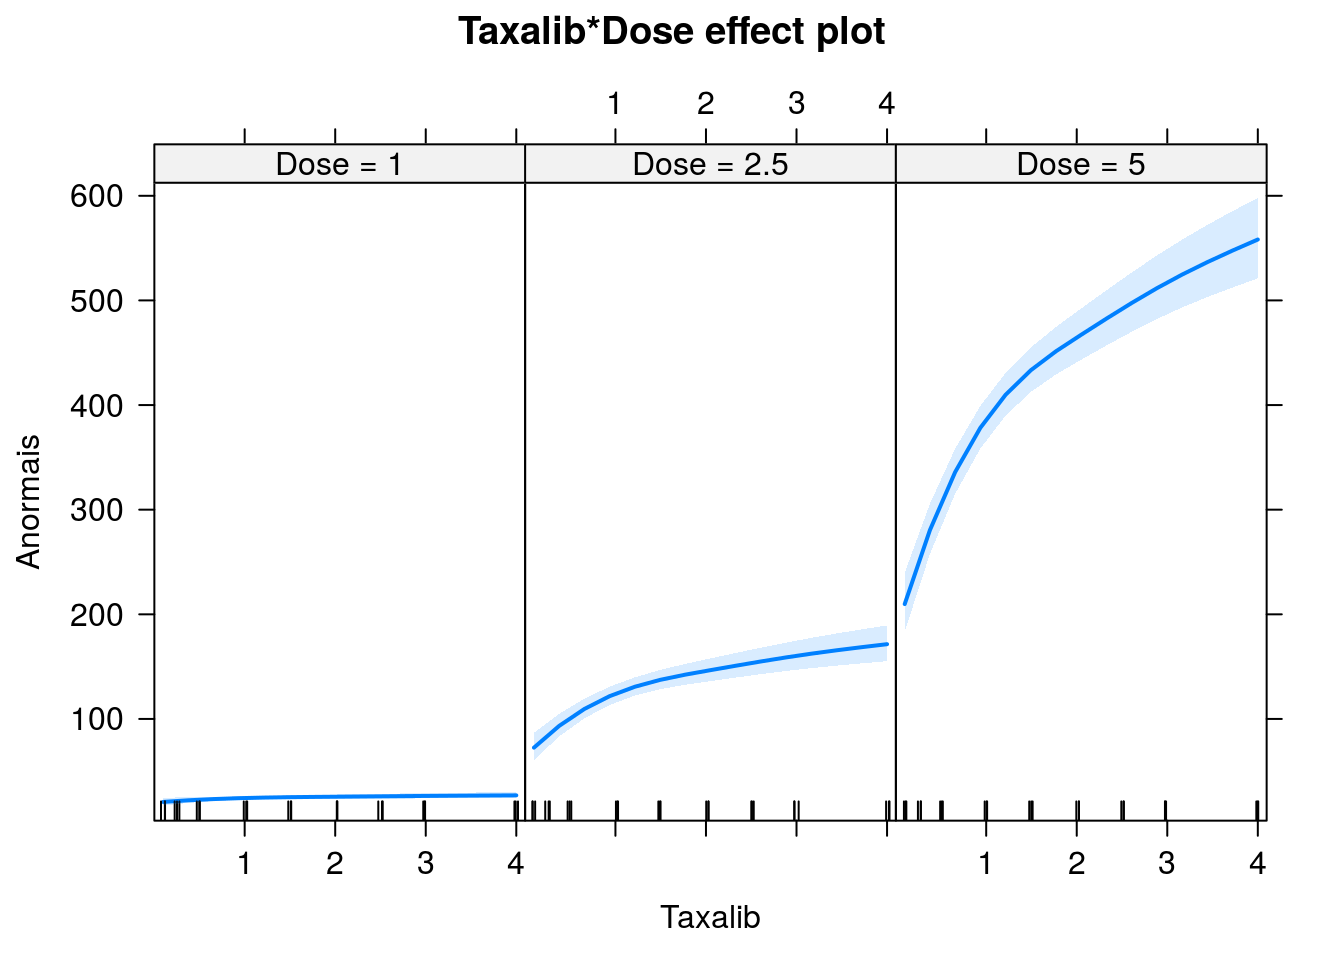 Taxalib*Dose effect plot
1 2 3 4
Dose = 1 Dose = 2.5 Dose = 5
600
500
400
300
200
100
Anormais
1 2 3 4 1 2 3 4
Taxalib